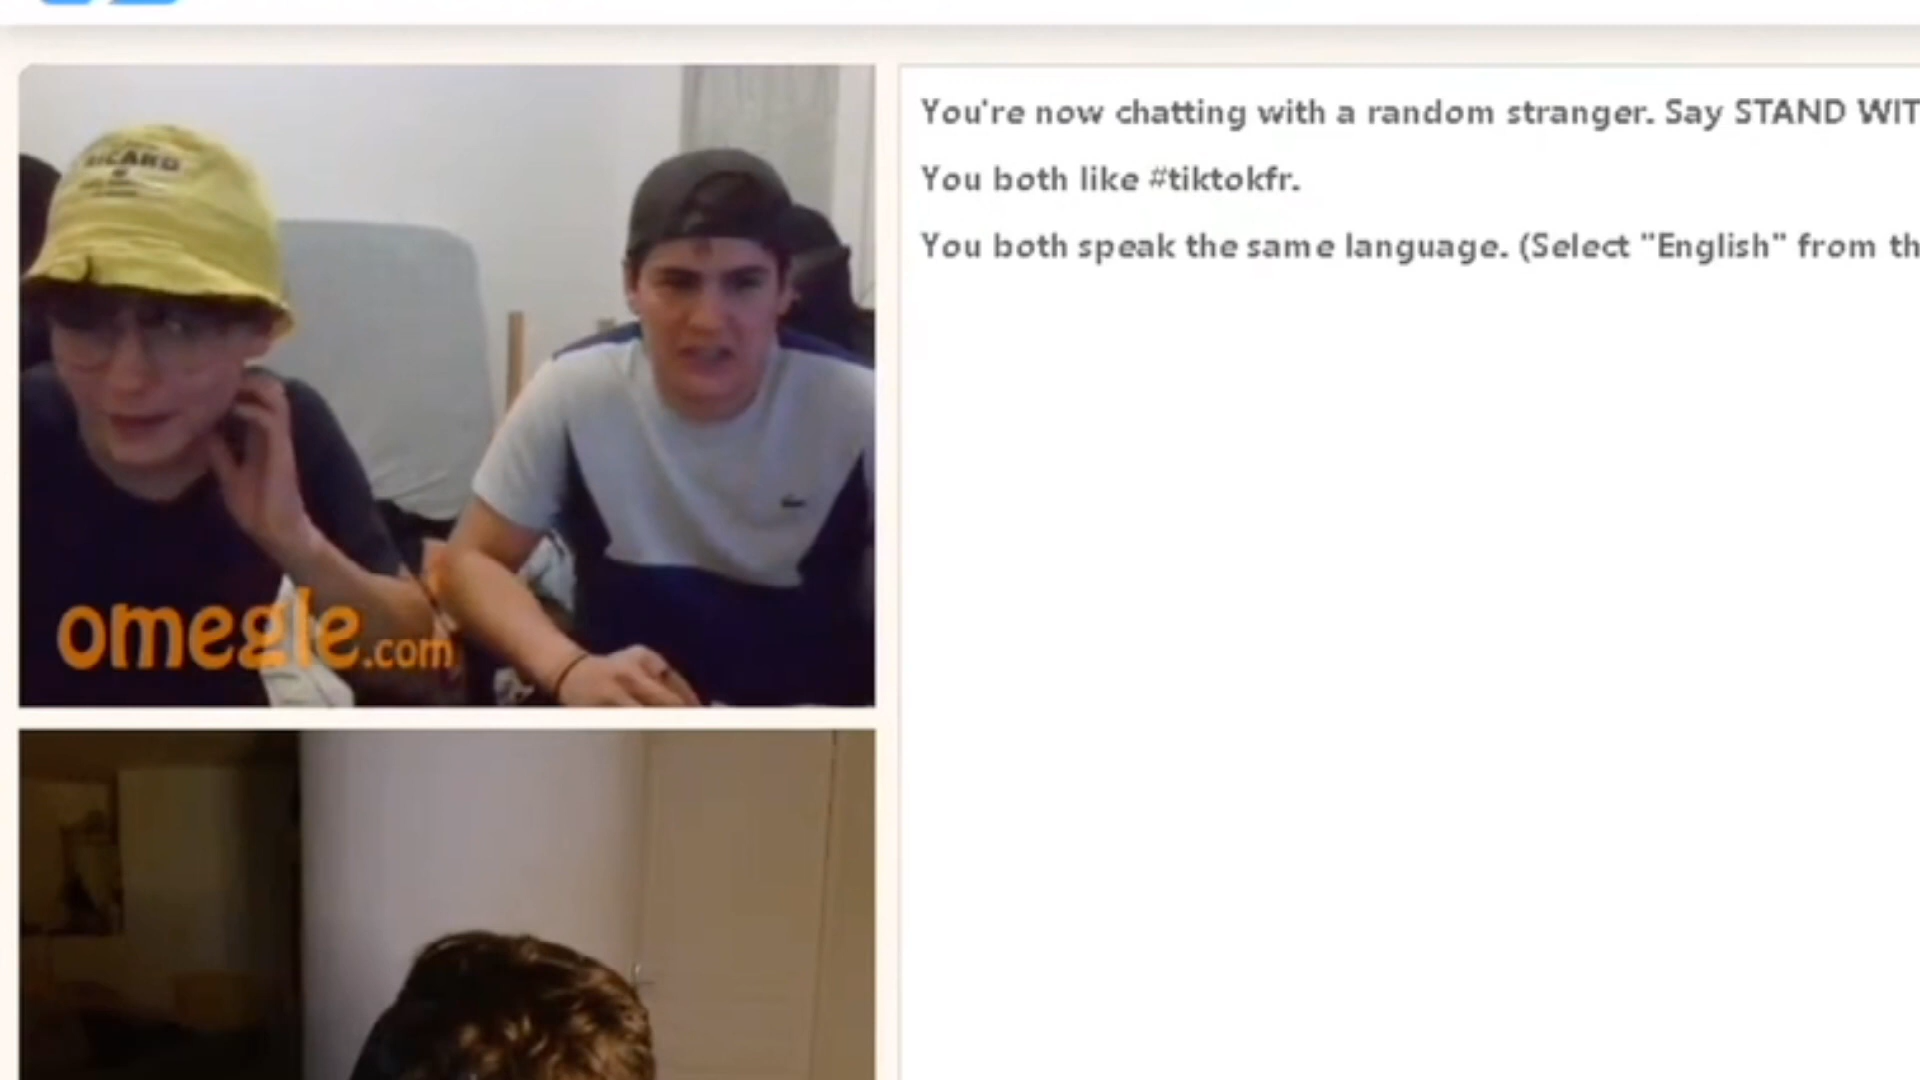 You're now chatting with a random stranger. Say STAND WIT
You both like #tiktokfr.
You both speak the same language. (Select "English" from th
RICARD
omegle.com